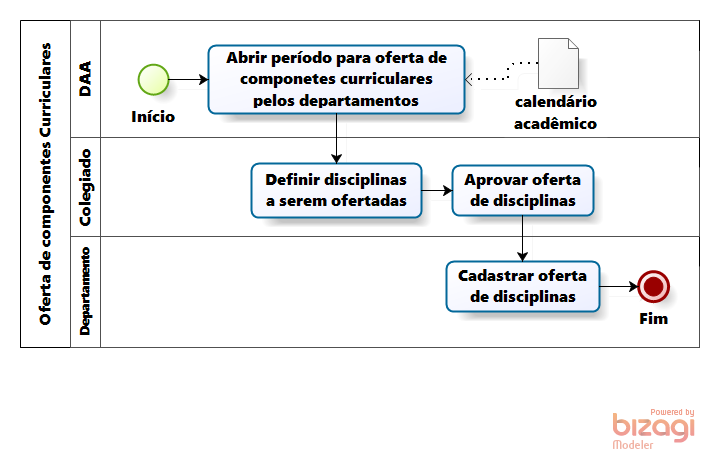 Oferta de componentes Curriculares
DAA
Início
Abrir período para oferta de
componetes curriculares
pelos departamentos
calendário
acadêmico
Colegiado
Definir disciplinas
a serem ofertadas
Aprovar oferta
de disciplinas
Departamento
Cadastrar oferta
de disciplinas
Fim
Powered by
bizagi
Modeler